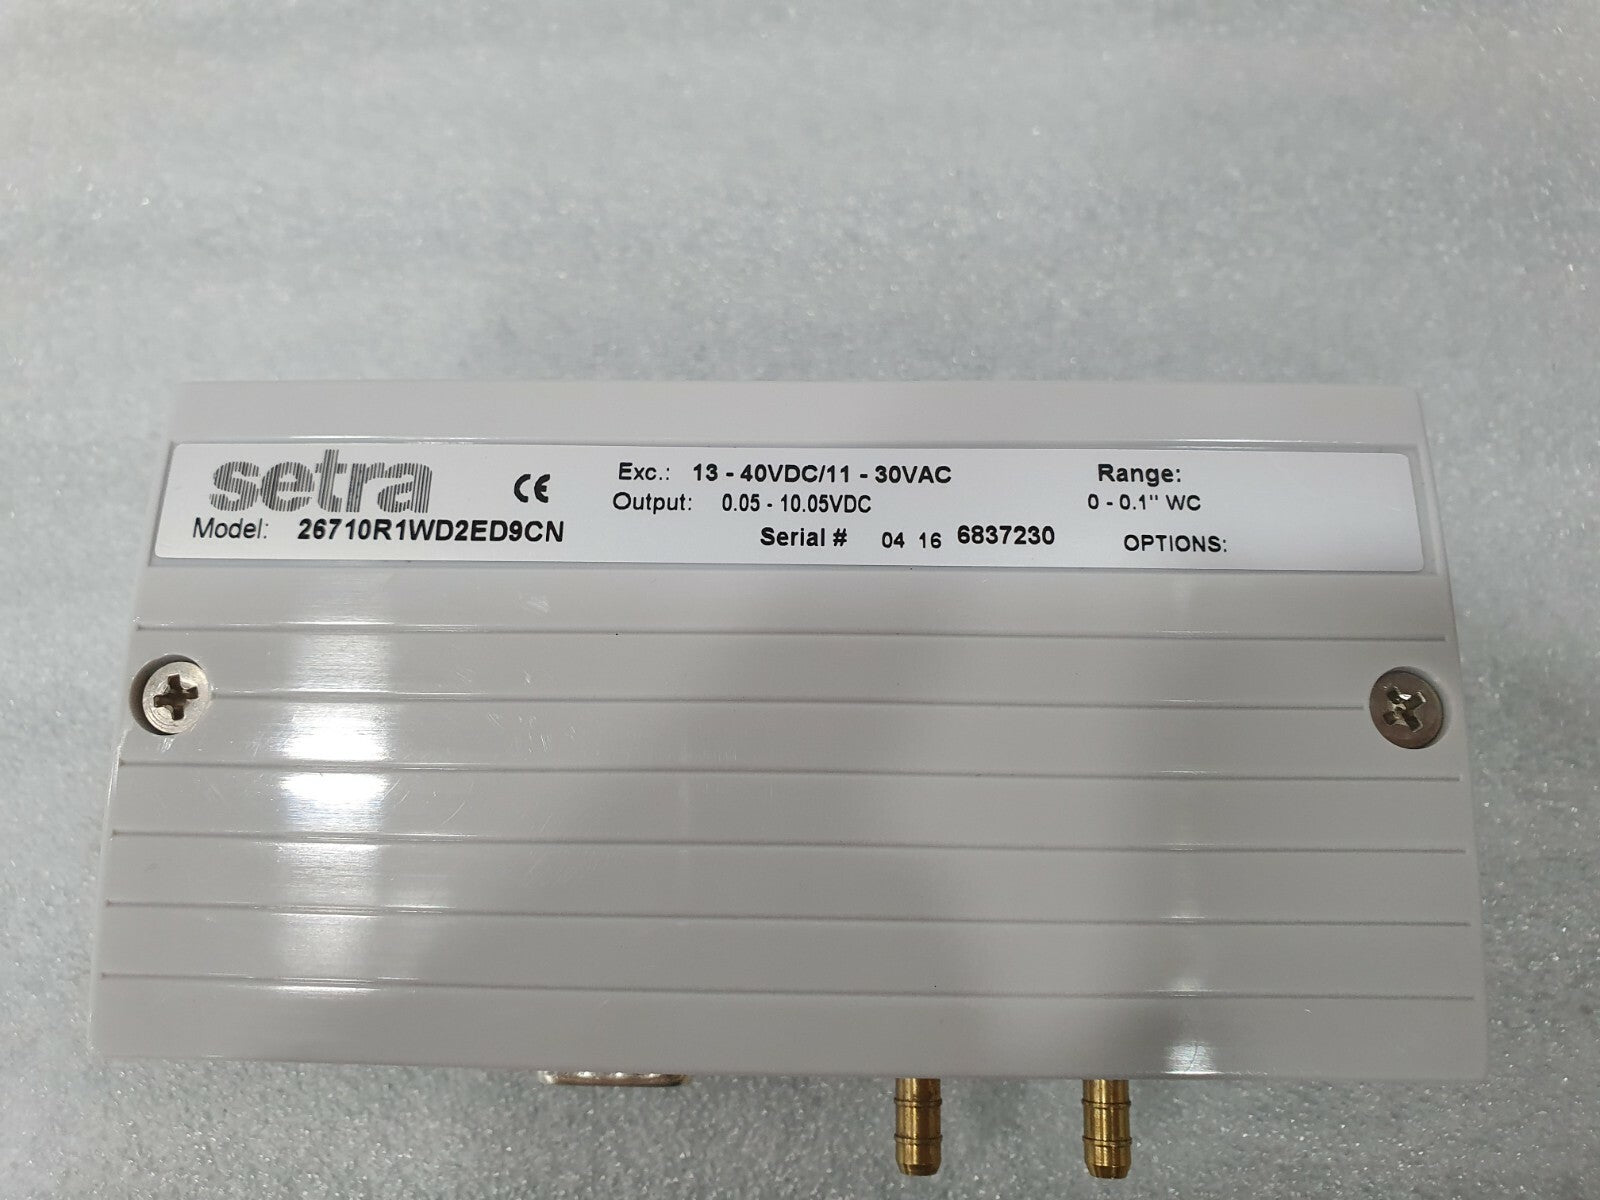 setra CE Exc.: 13 - 40VDC/11 - 30VAC Range:
Output: 0.05 - 10.05VDC 0 - 0.1" WC
Model: 26710R1WD2ED9CN Serial # 04 16 6837230 OPTIONS: